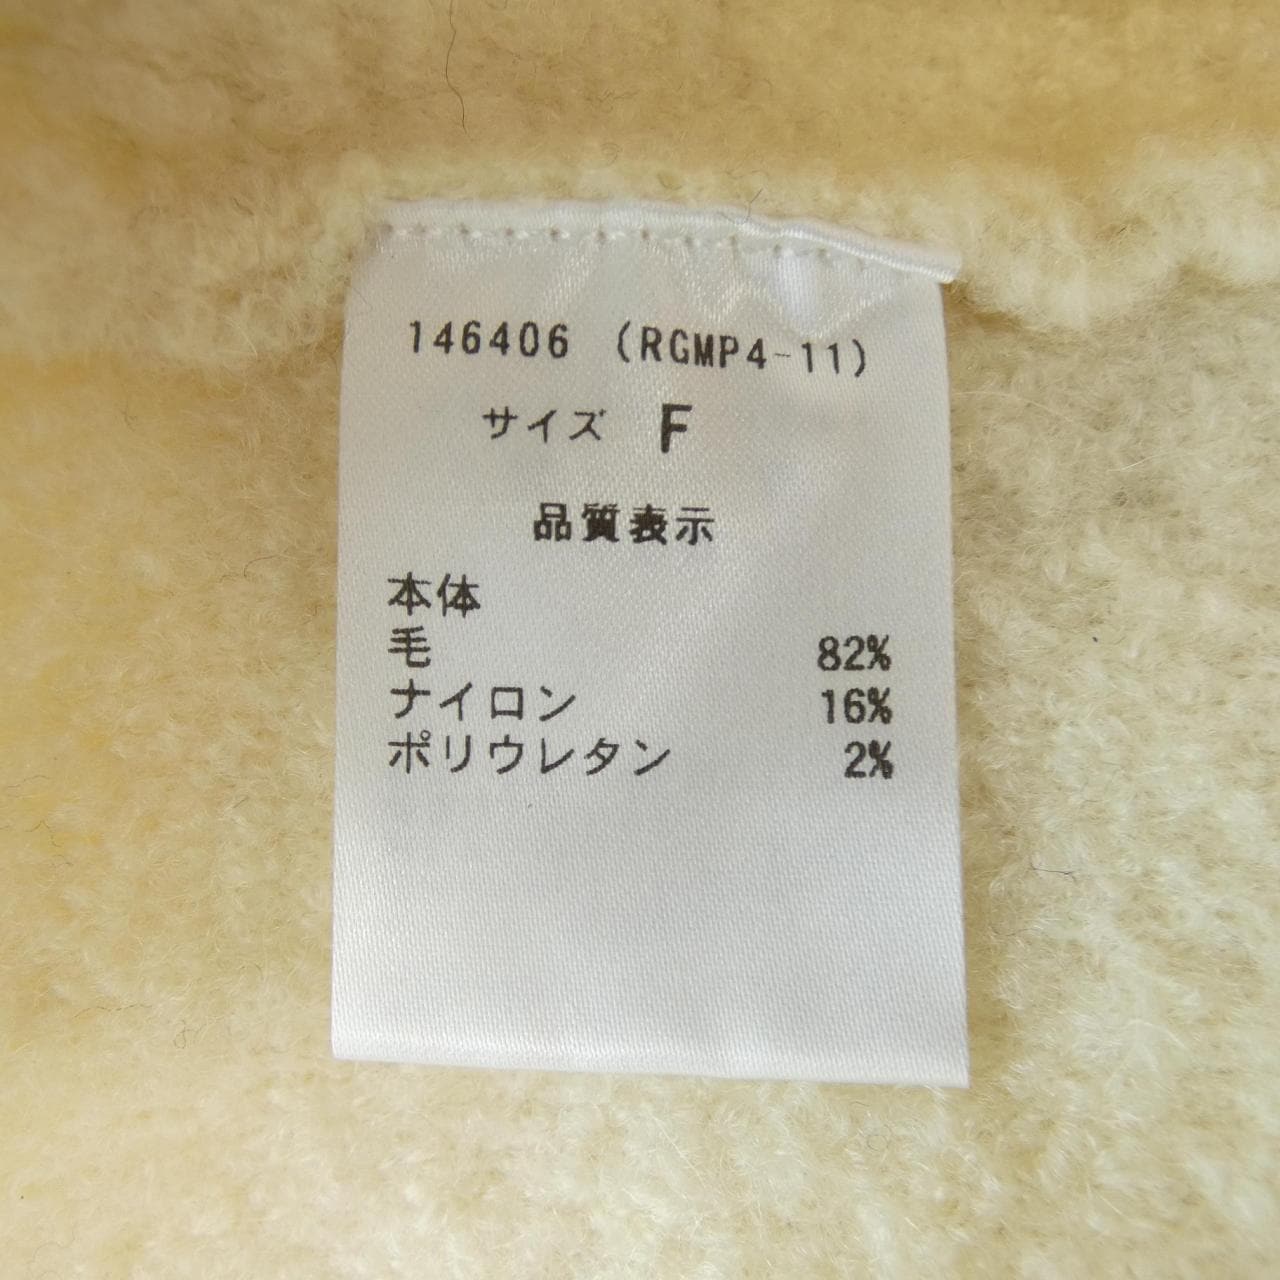 146406 (RGMP4-11)
サイズ F
品質表示
本体
毛 82%
ナイロン 16%
ポリウレタン 2%